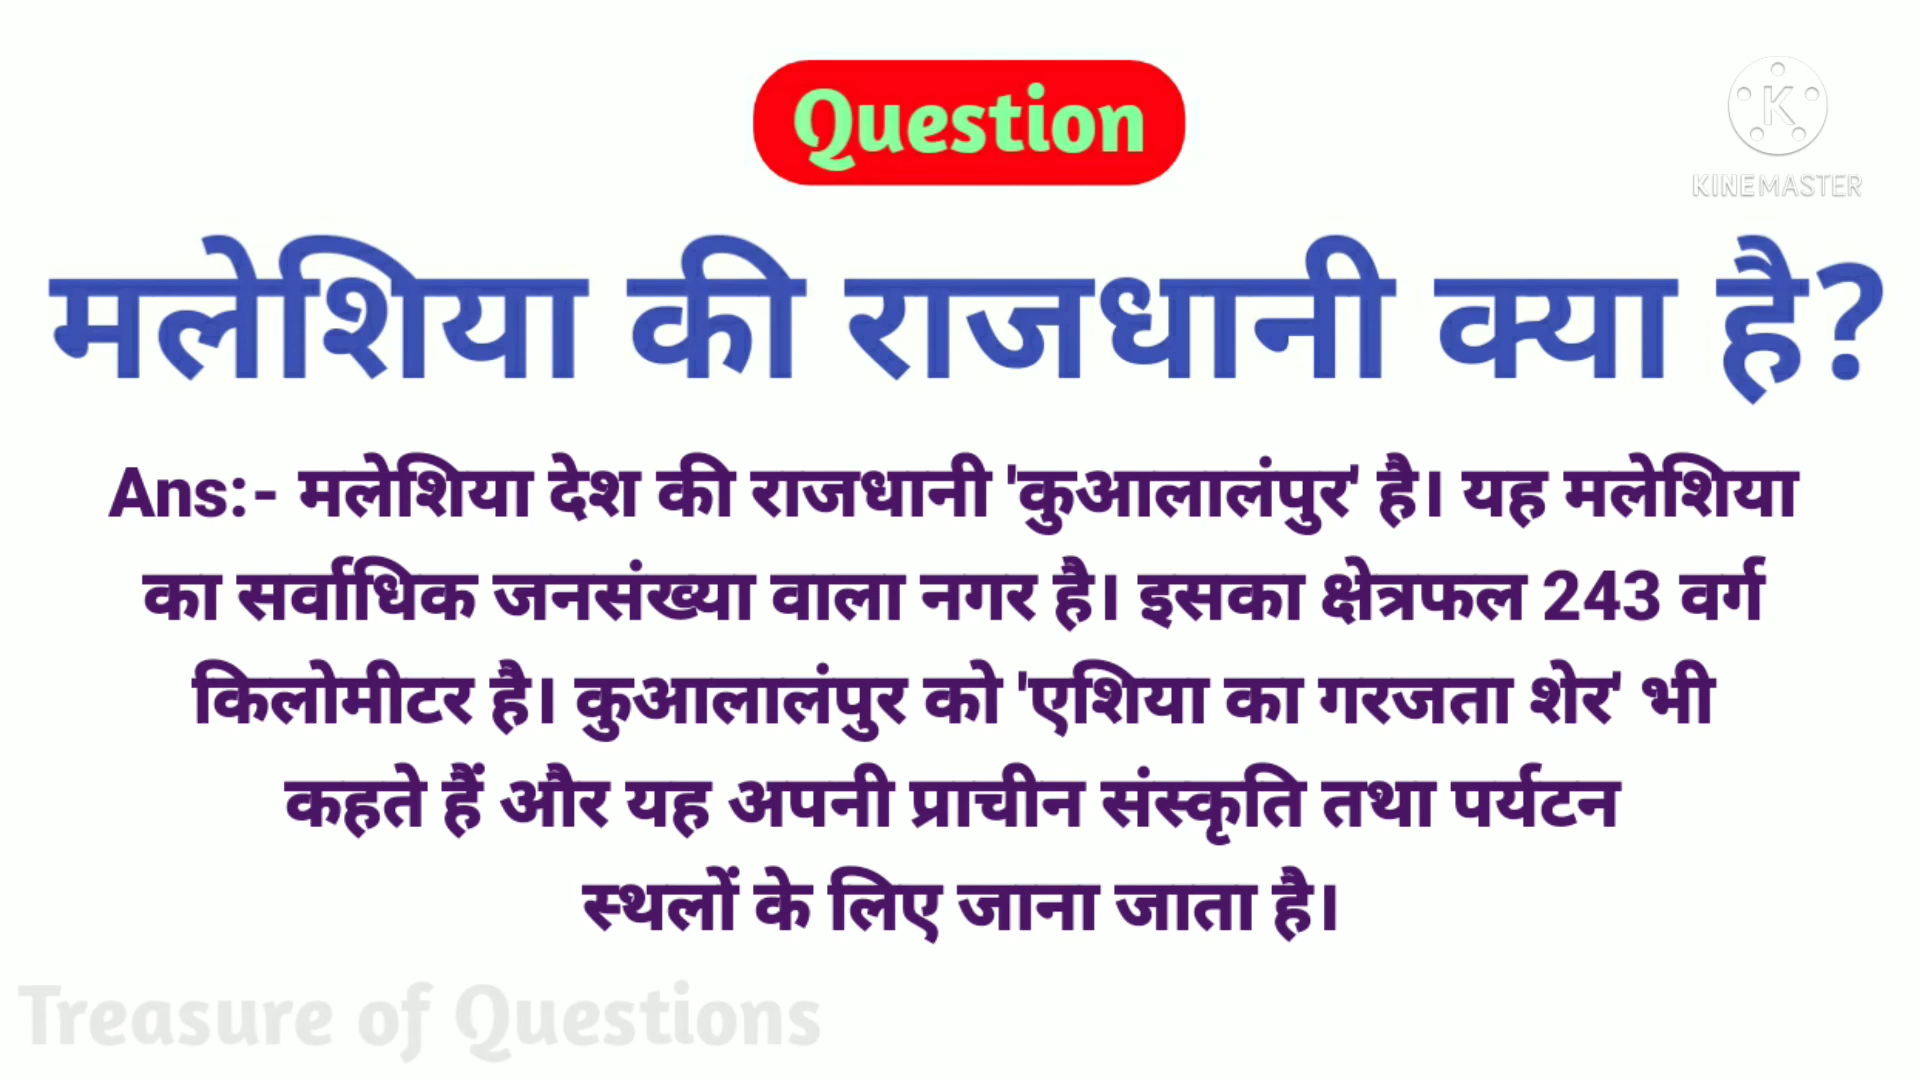 Question
K
KINEMASTER
मलेशिया की राजधानी क्या है?
Ans:- मलेशिया देश की राजधानी 'कुआलालंपुर' है। यह मलेशिया
का सर्वाधिक जनसंख्या वाला नगर है। इसका क्षेत्रफल 243 वर्ग
किलोमीटर है। कुआलालंपुर को 'एशिया का गरजता शेर' भी
कहते हैं और यह अपनी प्राचीन संस्कृति तथा पर्यटन
स्थलों के लिए जाना जाता है।
Treasure of Questions